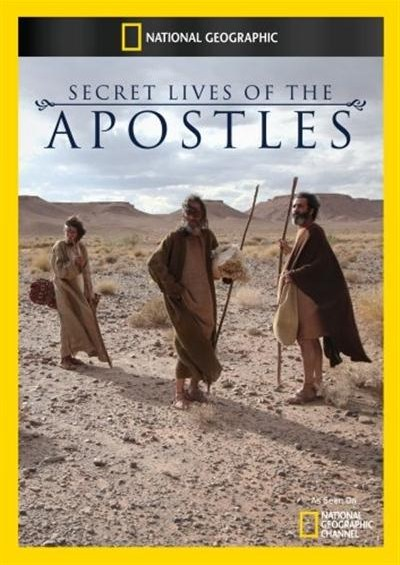 NATIONAL GEOGRAPHIC
SECRET LIVES OF THE
APOSTLES
As Seen On
NATIONAL
GEOGRAPHIC
CHANNEL